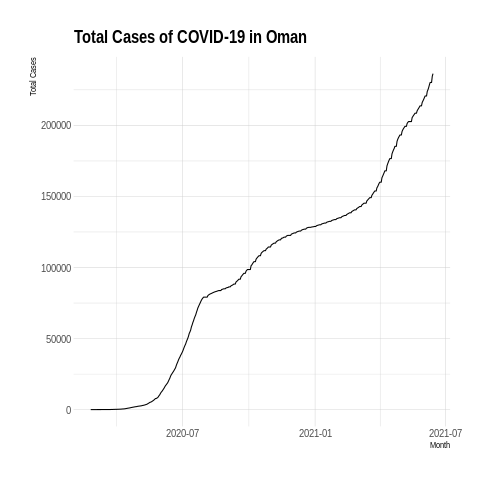 Total Cases of COVID-19 in Oman
Total Cases
200000
150000
100000
50000
0
2020-07
2021-01
2021-07
Month